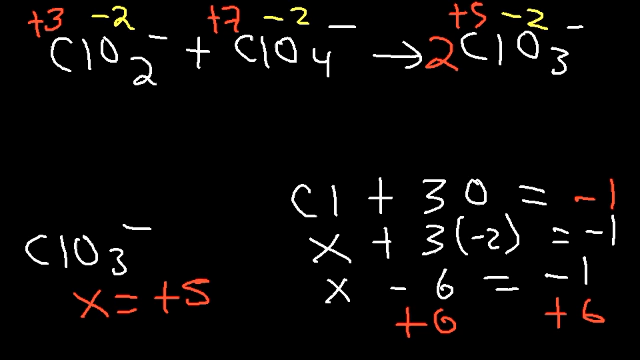 +3 -2 +7 -2 +5 -2
ClO₂⁻ + ClO₄⁻ → 2ClO₃⁻
Cl + 3O = -1
ClO₃⁻ x + 3(-2) = -1
x = +5 x - 6 = -1
+6 +6